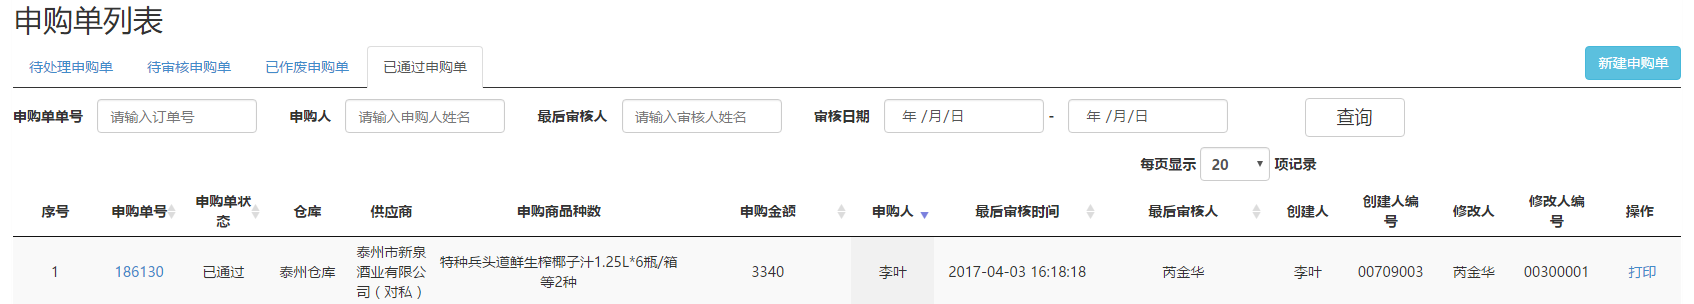 申购单列表
待处理申购单 待审核申购单 已作废申购单 已通过申购单 新建申购单
申购单单号 请输入订单号 申购人 请输入申购人姓名 最后审核人 请输入审核人姓名 审核日期 年 /月/日 - 年 /月/日 查询
每页显示 20 项记录
序号 申购单号 申购单状态 仓库 供应商 申购商品种数 申购金额 申购人 最后审核时间 最后审核人 创建人 创建人编号 修改人 修改人编号 操作
1 186130 已通过 泰州仓库 泰州市新泉酒业有限公司（对私） 特种兵头道鲜生榨椰子汁1.25L*6瓶/箱等2种 3340 李叶 2017-04-03 16:18:18 芮金华 李叶 00709003 芮金华 00300001 打印